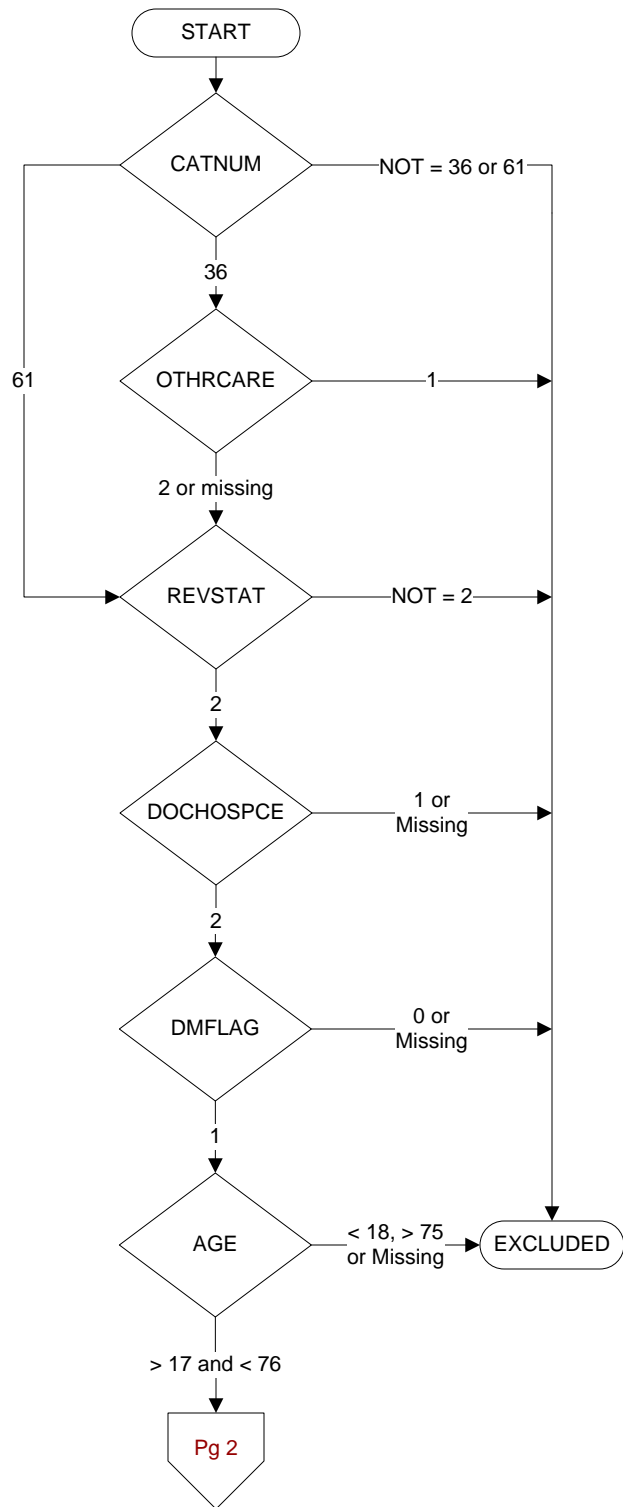 START
CATNUM
NOT = 36 or 61
36
OTHRCARE
1
61
2 or missing
REVSTAT
NOT = 2
2
DOCHOSPCE
1 or
Missing
2
DMFLAG
0 or
Missing
1
AGE
< 18, > 75
or Missing
EXCLUDED
> 17 and < 76
Pg 2